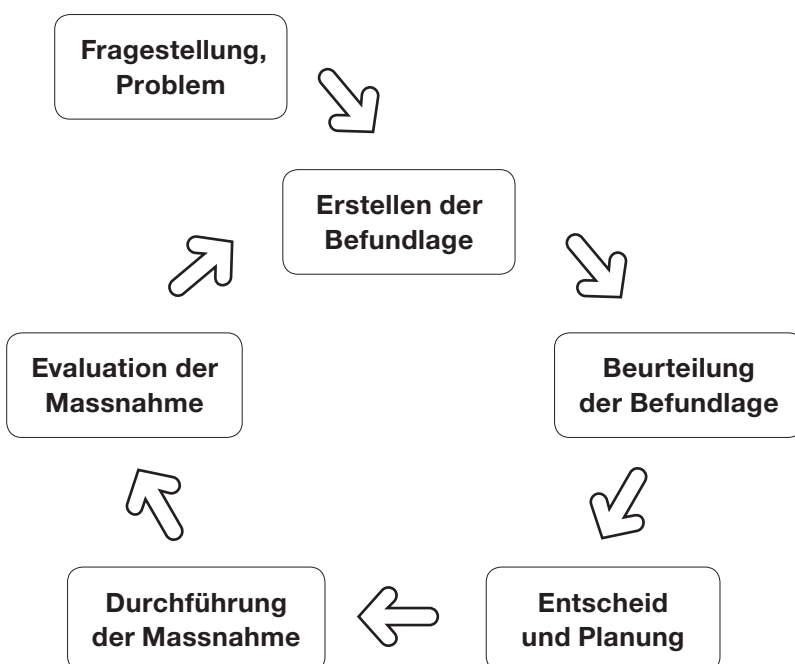 Fragestellung,
Problem
Erstellen der
Befundlage
Beurteilung
der Befundlage
Entscheid
und Planung
Durchführung
der Massnahme
Evaluation der
Massnahme